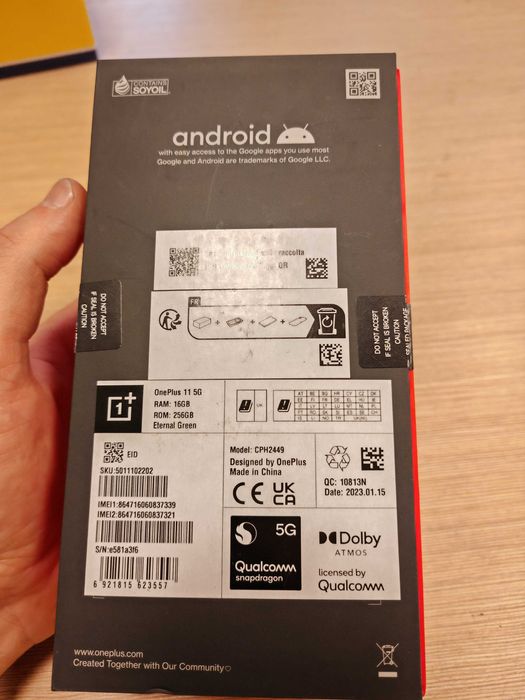 CONTAINS
SOYOIL
android
with easy access to the Google apps you use most
Google and Android are trademarks of Google LLC.
raccolta
QR
FR
DO NOT ACCEPT
IF SEAL IS BROKEN
CAUTION
DO NOT ACCEPT
IF SEAL IS BROKEN
CAUTION
SEALED PACKAGE
OnePlus 11 5G
RAM: 16GB
ROM: 256GB
Eternal Green
UK
AT BE BG HR CY CZ DK
EE FI FR DE EL HU IE
IT LV LT LU MT NL PL
PT RO SK SI ES SE CH
IS LI NO TR UK(NI)
EID
SKU:5011102202
IMEI1:864716060837339
IMEI2:864716060837321
S/N:e581a3f6
6 921815 623557
Model: CPH2449
Designed by OnePlus
Made in China
CE UK
CA
QC: 10813N
Date: 2023.01.15
5G
Qualcomm
snapdragon
Dolby
ATMOS
licensed by
Qualcomm
www.oneplus.com
Created Together with Our Community